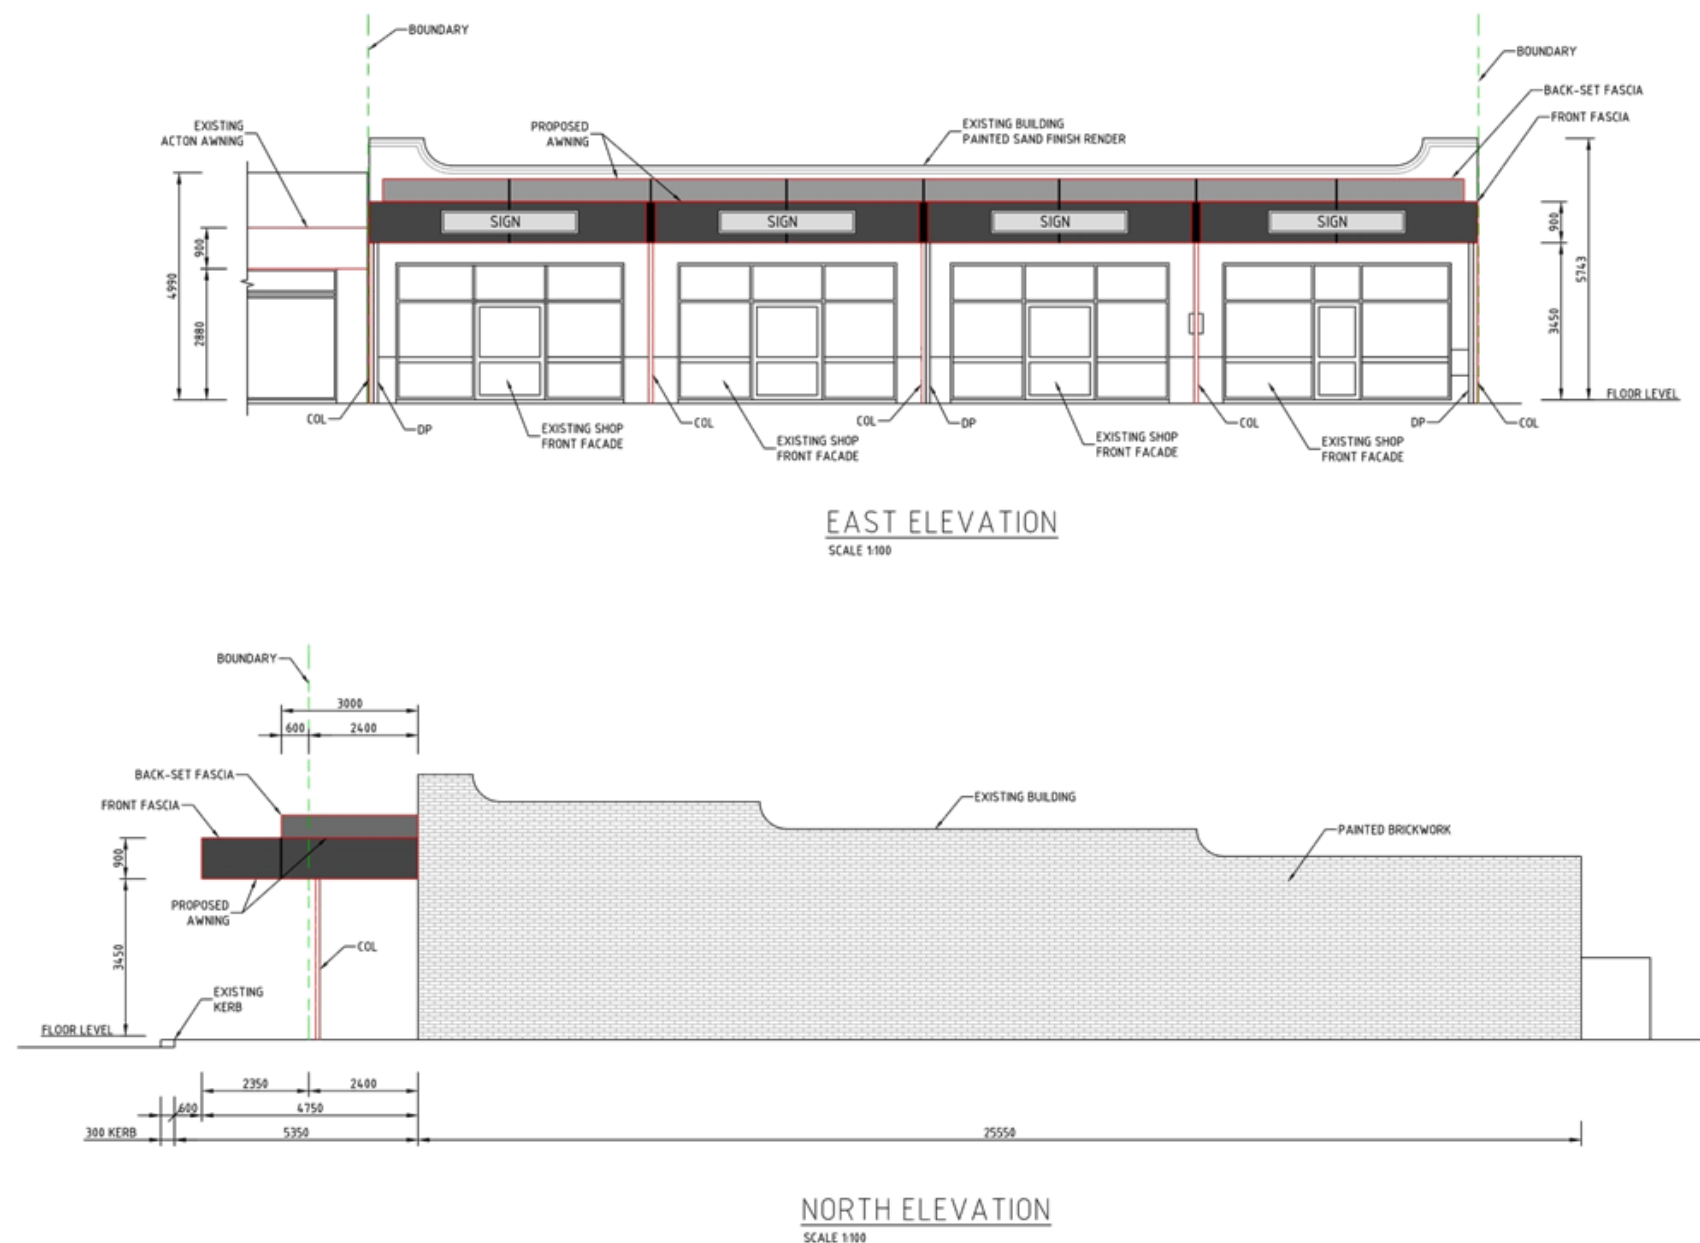 BOUNDARY
BOUNDARY
BACK-SET FASCIA
FRONT FASCIA
EXISTING
ACTON AWNING
PROPOSED
AWNING
EXISTING BUILDING
PAINTED SAND FINISH RENDER
SIGN
SIGN
SIGN
SIGN
900
4990
2880
900
5743
3450
FLOOR LEVEL
COL
DP
EXISTING SHOP
FRONT FACADE
COL
EXISTING SHOP
FRONT FACADE
COL
DP
EXISTING SHOP
FRONT FACADE
COL
EXISTING SHOP
FRONT FACADE
DP
COL
EAST ELEVATION
SCALE 1:100
BOUNDARY
3000
600
2400
BACK-SET FASCIA
FRONT FASCIA
EXISTING BUILDING
PAINTED BRICKWORK
900
PROPOSED
AWNING
3450
COL
EXISTING
KERB
FLOOR LEVEL
2350
2400
600
4750
300 KERB
5350
25550
NORTH ELEVATION
SCALE 1:100